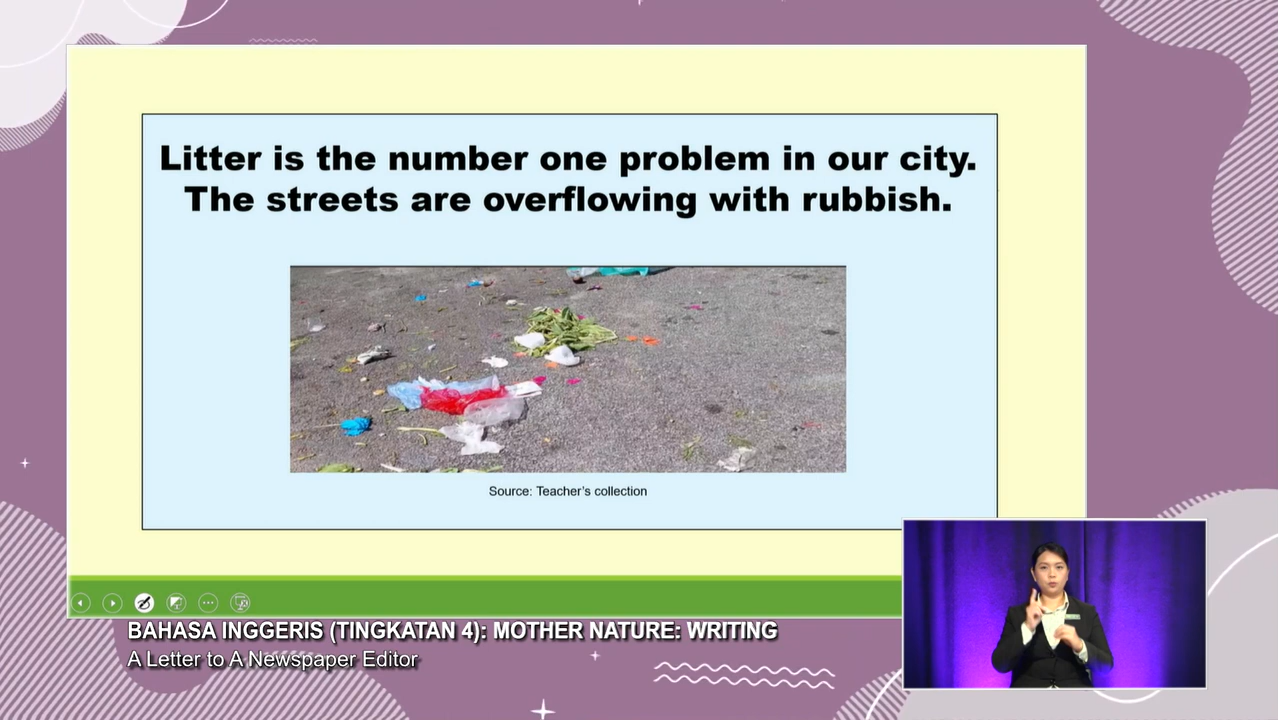 Litter is the number one problem in our city.
The streets are overflowing with rubbish.
Source: Teacher's collection
BAHASA INGGERIS (TINGKATAN 4): MOTHER NATURE: WRITING
A Letter to A Newspaper Editor